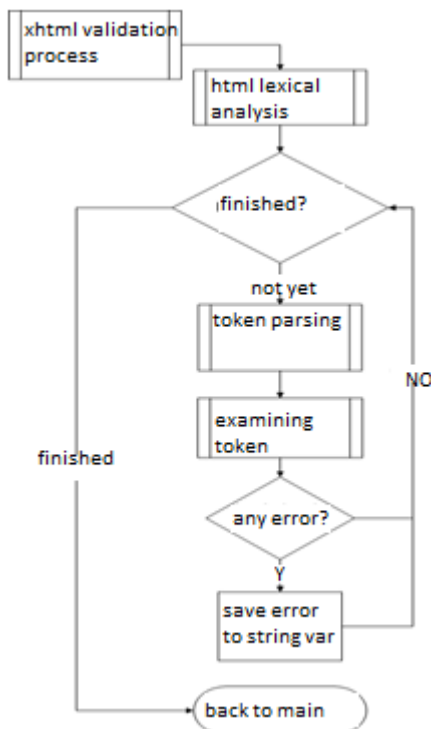 xhtml validation
process
html lexical
analysis
finished?
not yet
token parsing
NO
examining
token
finished
any error?
Y
save error
to string var
back to main